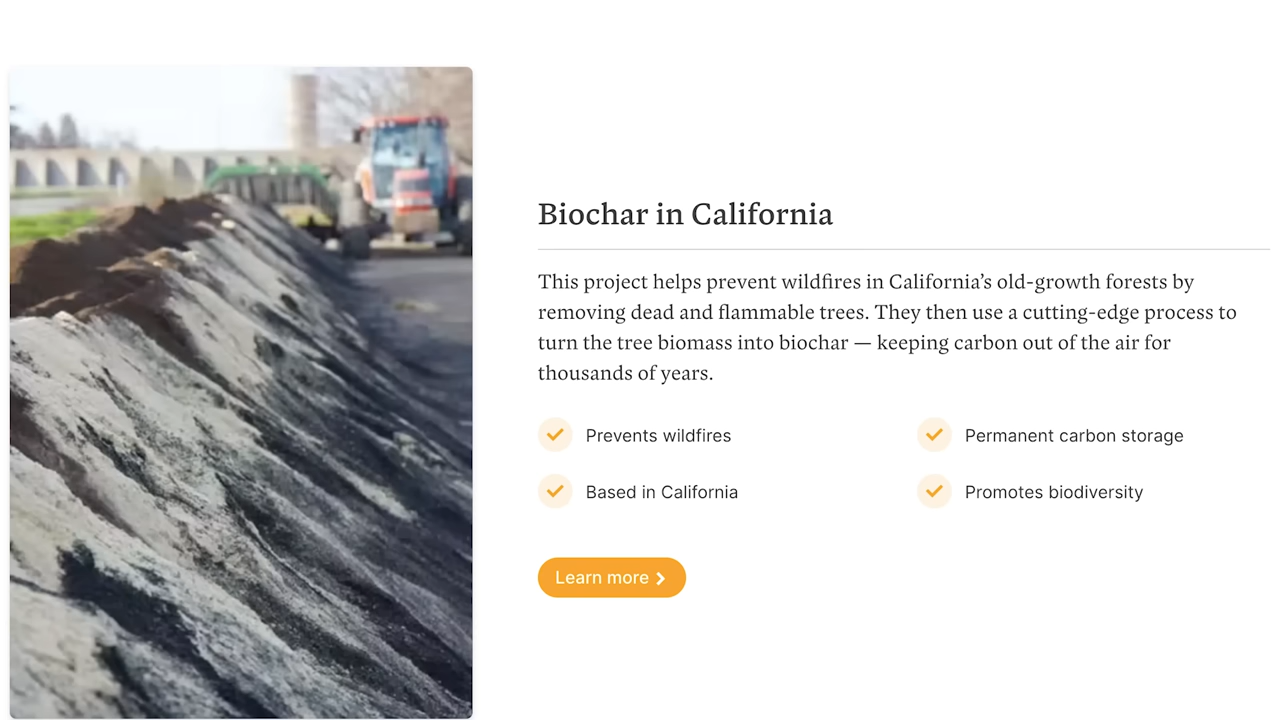 Biochar in California
This project helps prevent wildfires in California’s old-growth forests by
removing dead and flammable trees. They then use a cutting-edge process to
turn the tree biomass into biochar — keeping carbon out of the air for
thousands of years.
Prevents wildfires
Permanent carbon storage
Based in California
Promotes biodiversity
Learn more